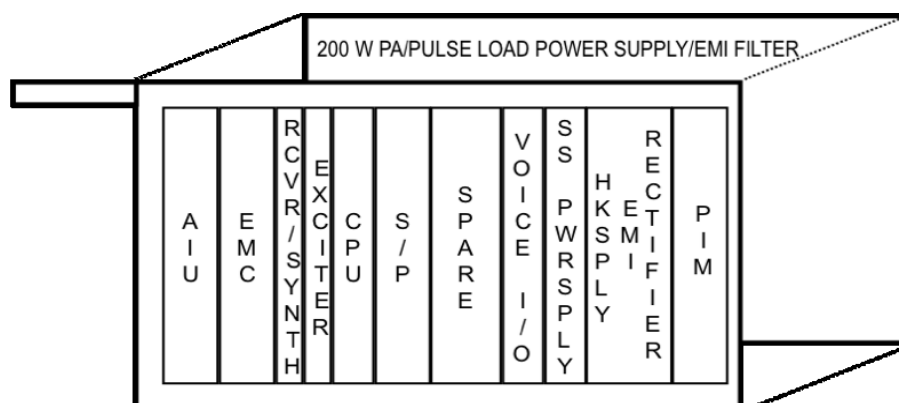 200 W PA/PULSE LOAD POWER SUPPLY/EMI FILTER
AIU
EMC
RCVR/SYNTH
EXCITER
CPU
S/P
SPARE
VOICE I/O
SS PWRSPLY
HKSPLY
EMI
RECTIFIER
PIM